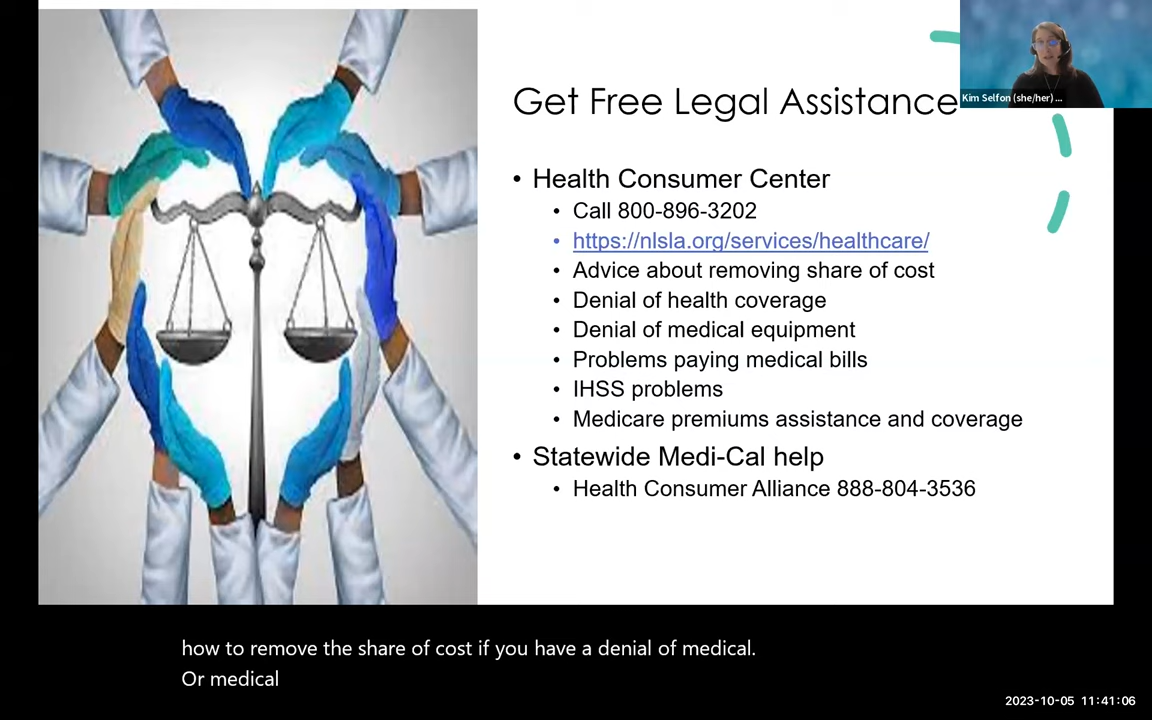 Get Free Legal Assistance
Kim Selfon (she/her) ...
• Health Consumer Center
• Call 800-896-3202
• https://nlsla.org/services/healthcare/
• Advice about removing share of cost
• Denial of health coverage
• Denial of medical equipment
• Problems paying medical bills
• IHSS problems
• Medicare premiums assistance and coverage
• Statewide Medi-Cal help
• Health Consumer Alliance 888-804-3536
how to remove the share of cost if you have a denial of medical.
Or medical
2023-10-05 11:41:06